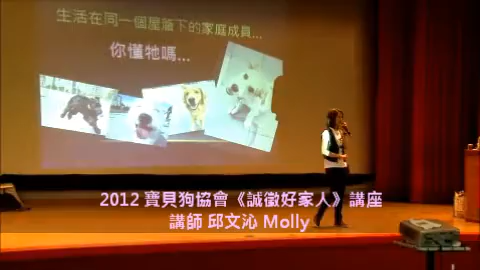 生活在同一個屋簷下的家庭成員...
你懂牠嗎...
2012 寶貝狗協會《誠徵好家人》講座
講師 邱文沁 Molly